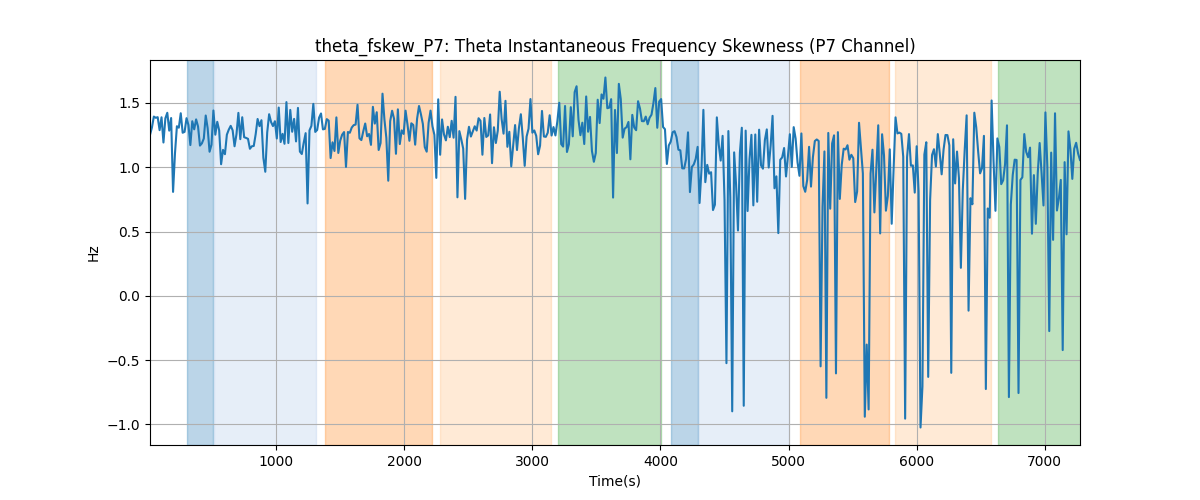 theta_fskew_P7: Theta Instantaneous Frequency Skewness (P7 Channel)
1.5
1.0
0.5
0.0
−0.5
−1.0
Hz
1000 2000 3000 4000 5000 6000 7000
Time(s)